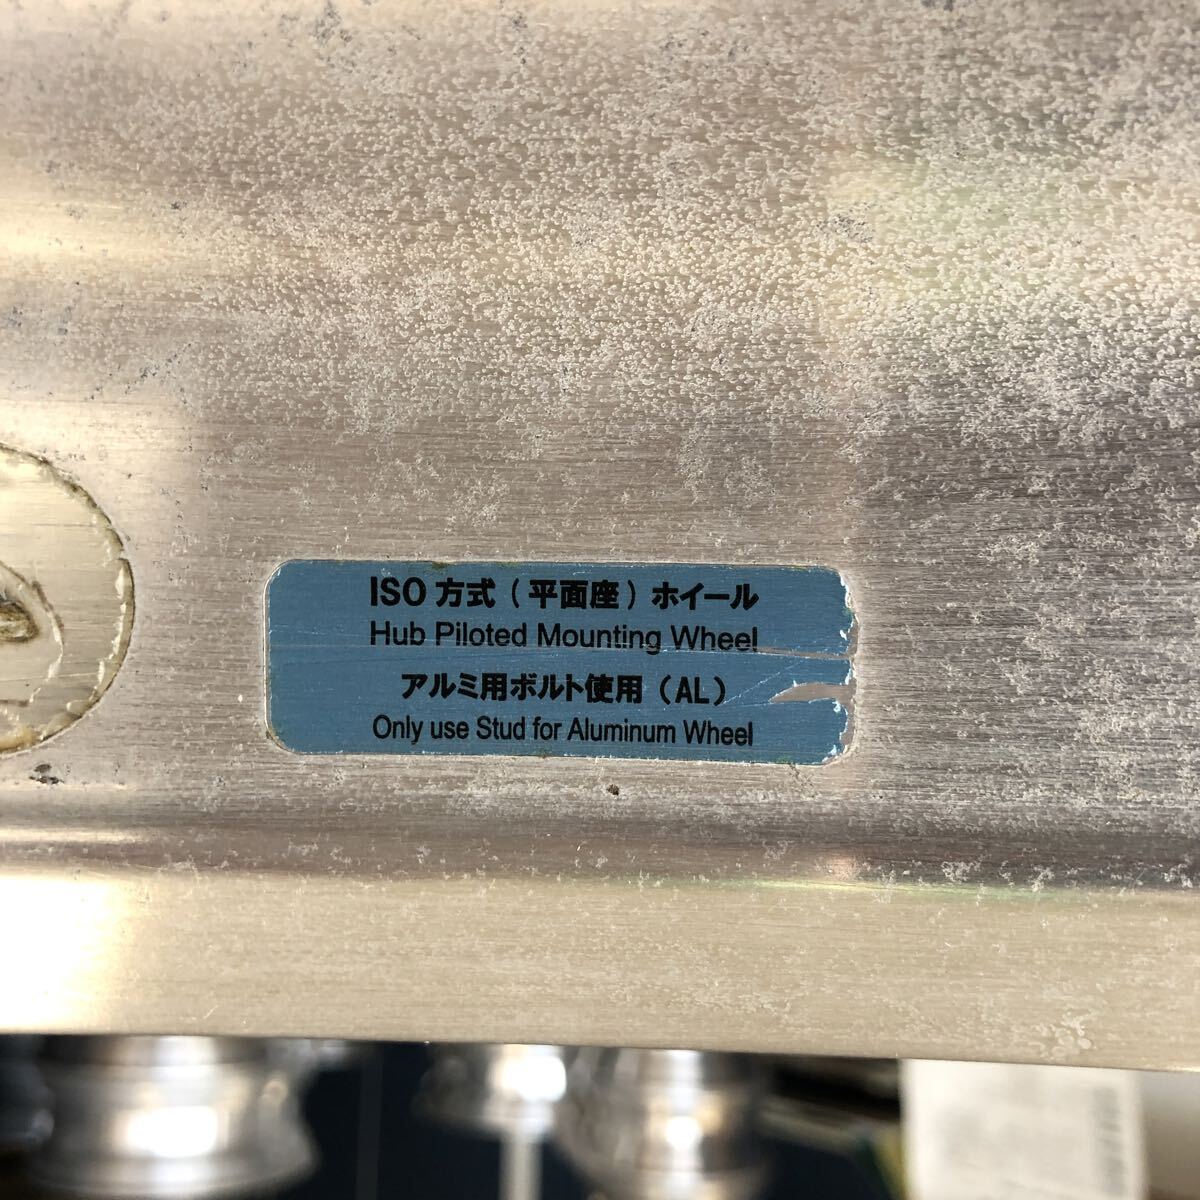 ISO 方式（平面座）ホイール
Hub Piloted Mounting Wheel
アルミ用ボルト使用（AL）
Only use Stud for Aluminum Wheel